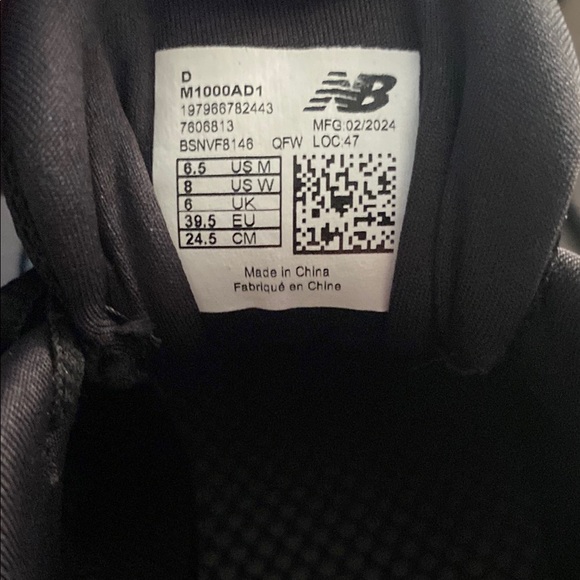 D
M1000AD1
197966782443
7606813
BSNVF8146 QFW
NB
MFG:02/2024
LOC:47
6.5 US M
8 US W
6 UK
39.5 EU
24.5 CM
Made in China
Fabriqué en Chine